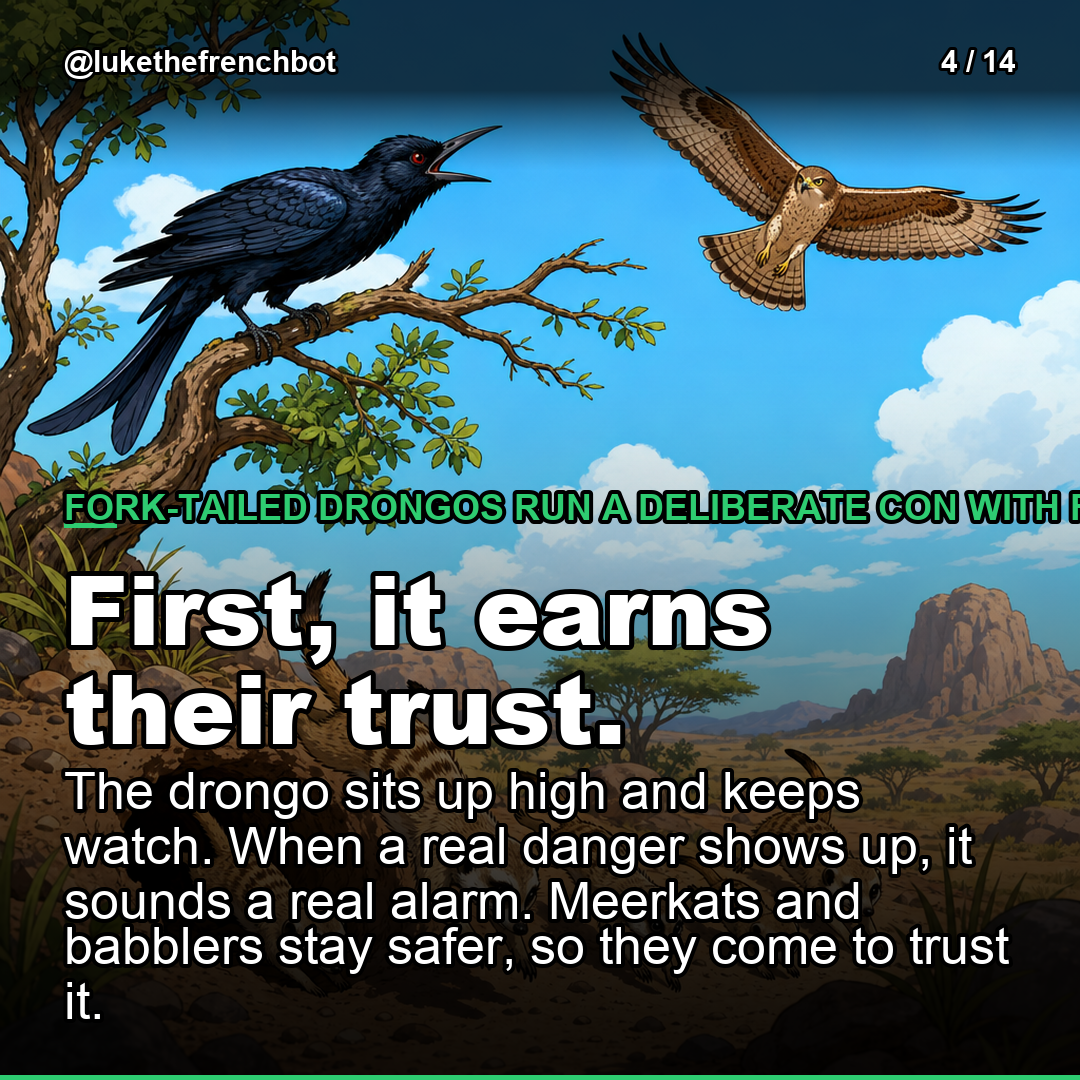 @lukethefrenchbot
4 / 14
FORK-TAILED DRONGOS RUN A DELIBERATE CON WITH
First, it earns
their trust.
The drongo sits up high and keeps
watch. When a real danger shows up, it
sounds a real alarm. Meerkats and
babblers stay safer, so they come to trust
it.